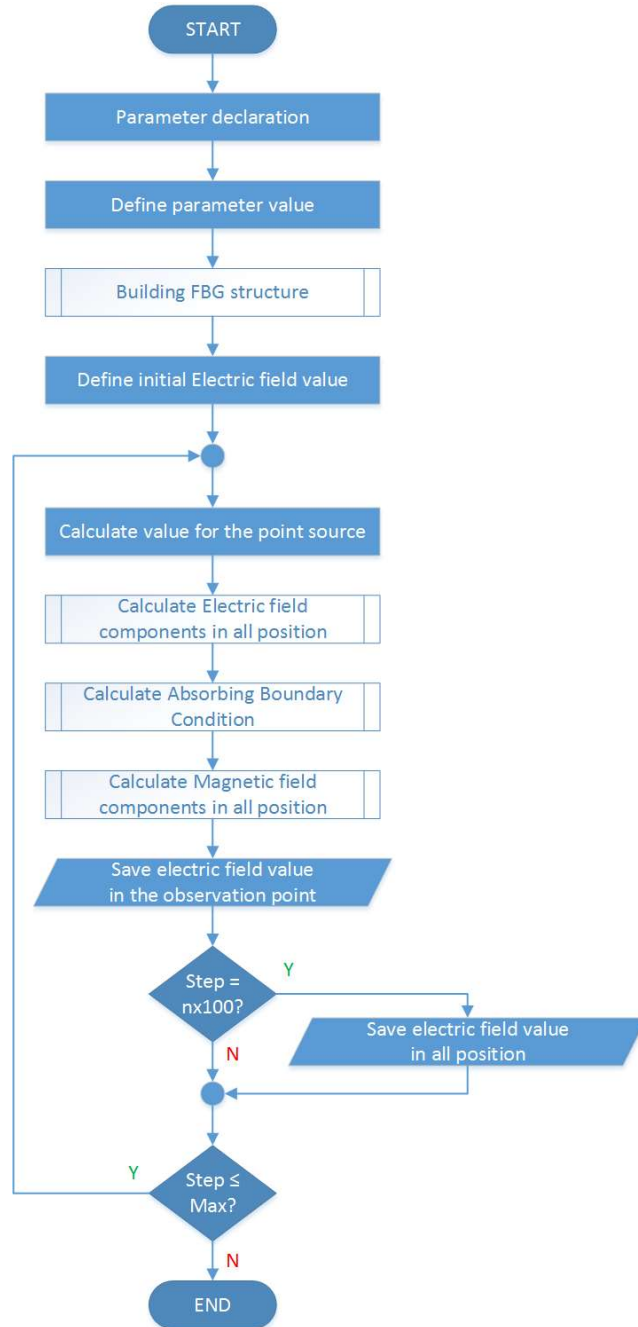 START
Parameter declaration
Define parameter value
Building FBG structure
Define initial Electric field value
Calculate value for the point source
Calculate Electric field
components in all position
Calculate Absorbing Boundary
Condition
Calculate Magnetic field
components in all position
Save electric field value
in the observation point
Step =
nx100?
Y
Save electric field value
in all position
N
Step ≤
Max?
Y
N
END